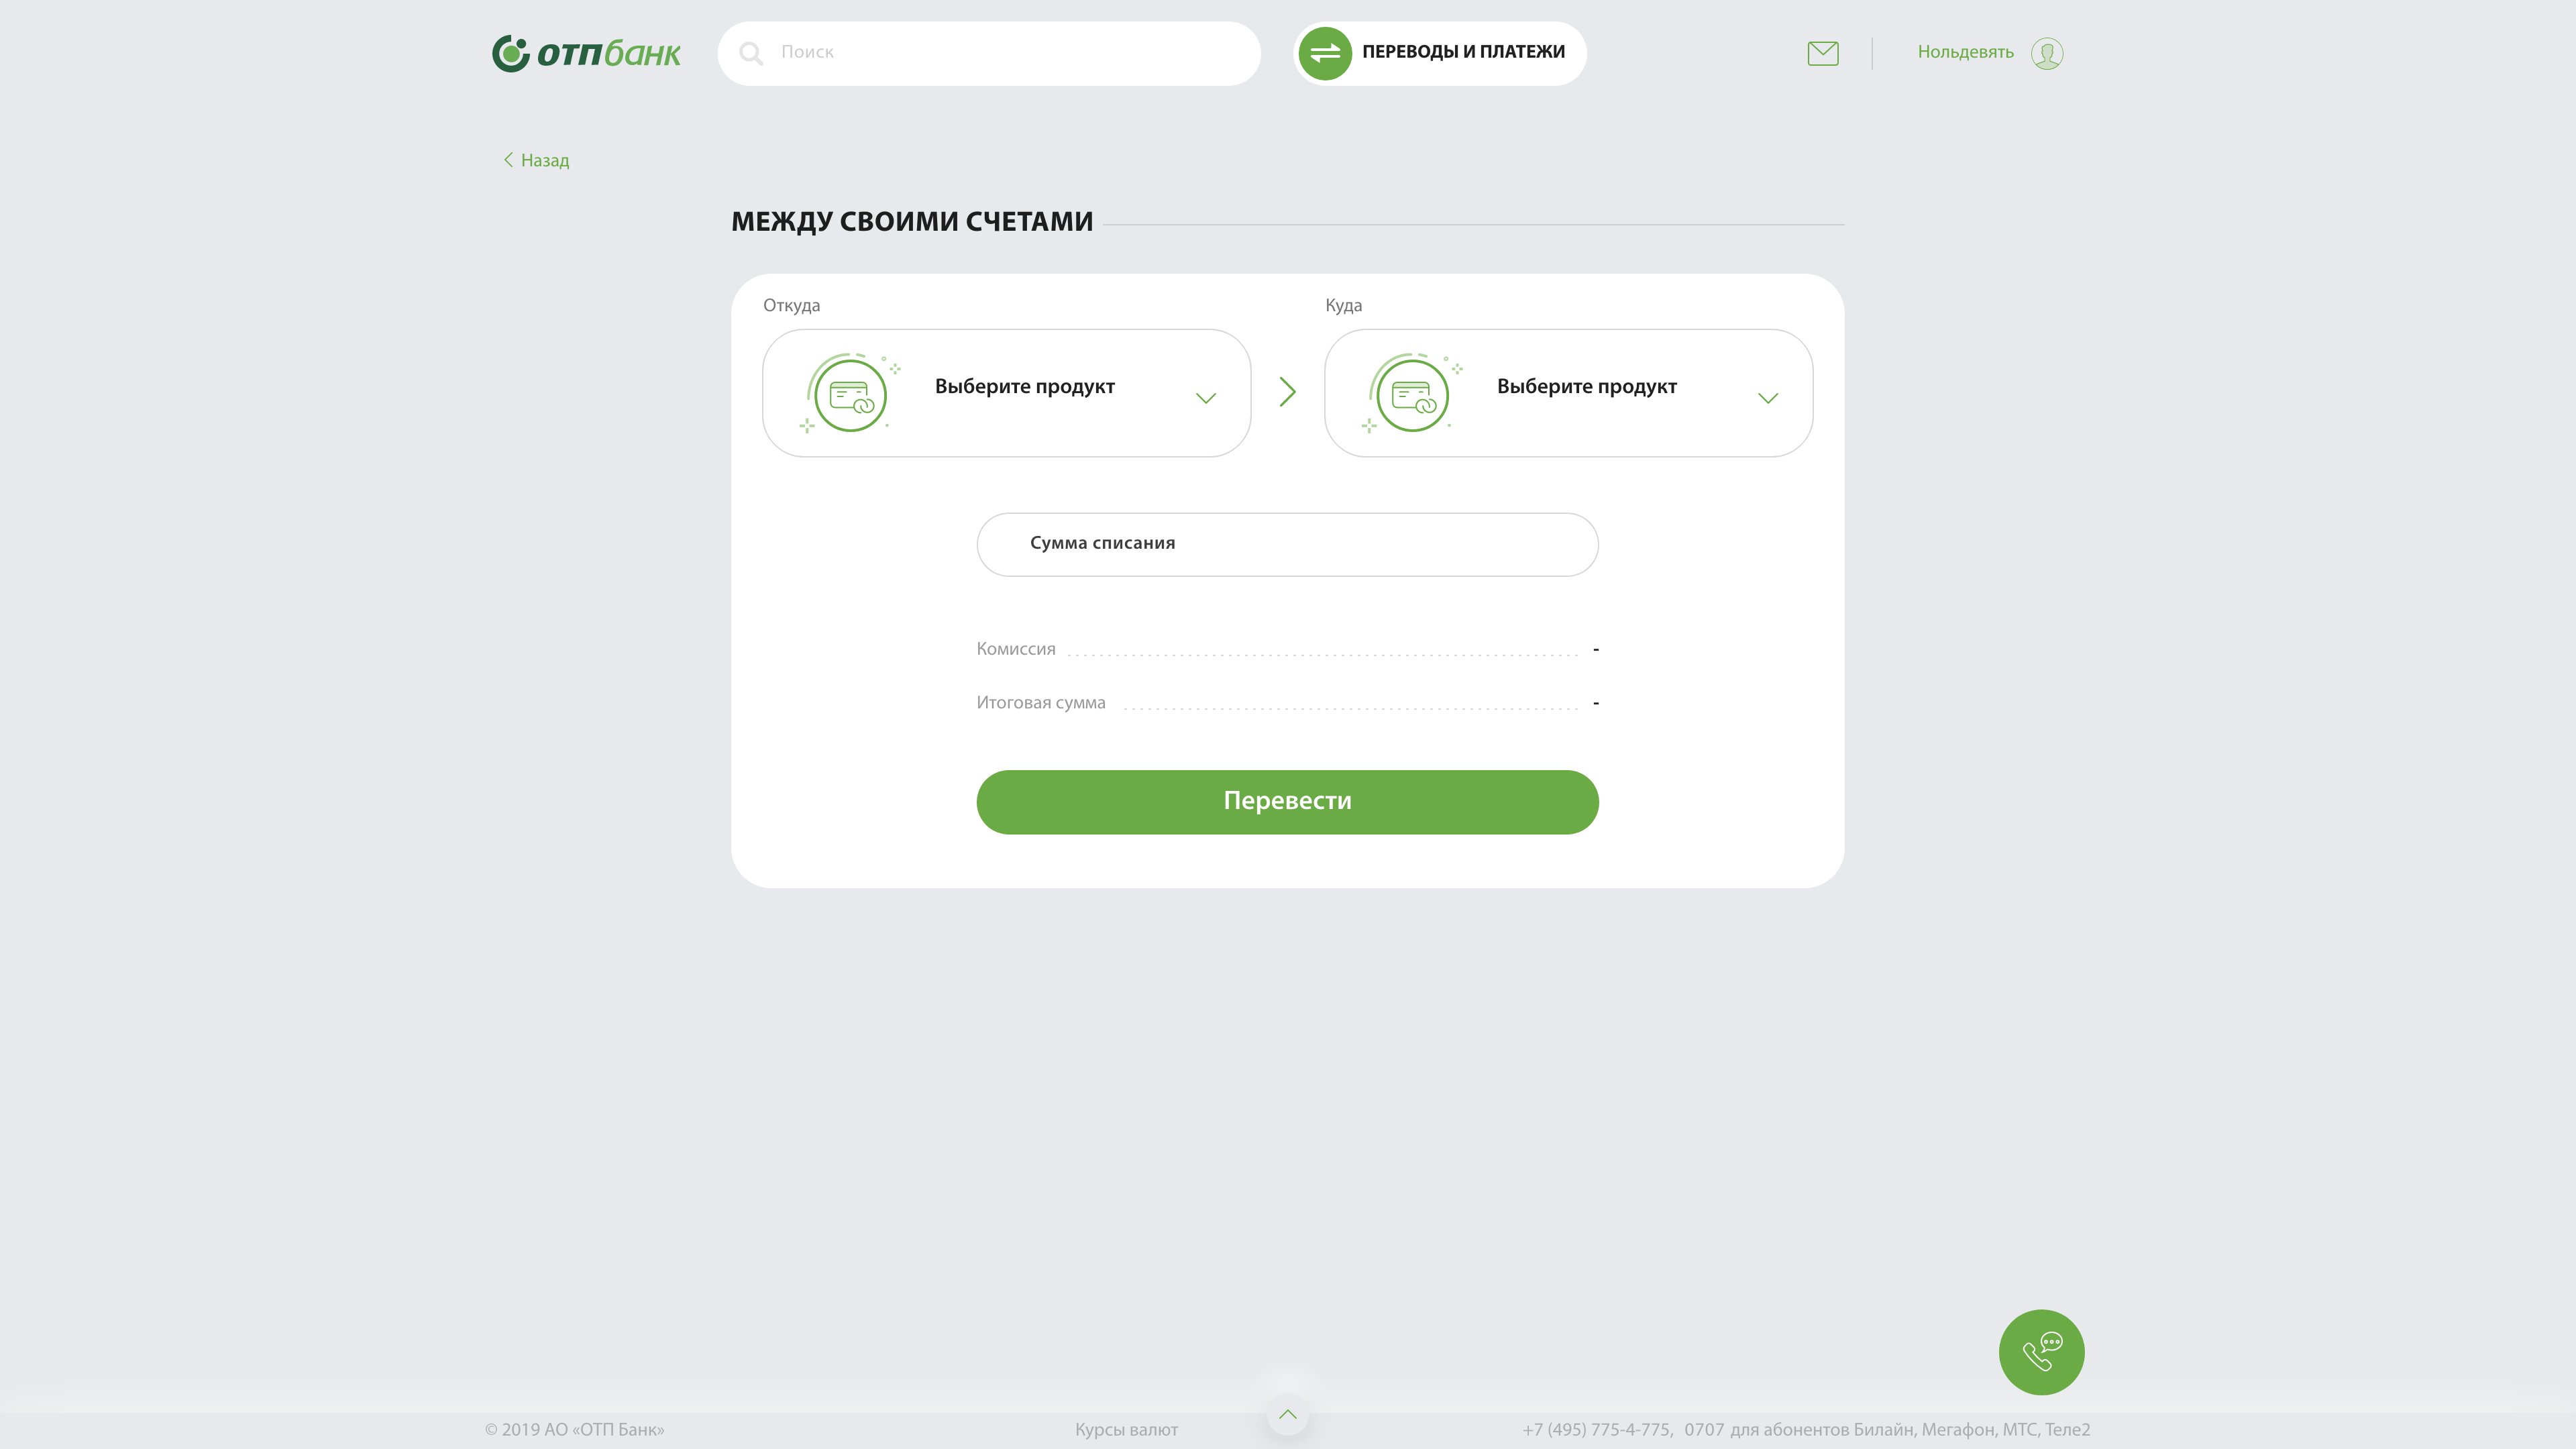 отпбанк
Поиск
ПЕРЕВОДЫ И ПЛАТЕЖИ
Нольдевять
Назад
МЕЖДУ СВОИМИ СЧЕТАМИ
Откуда
Куда
Выберите продукт
Выберите продукт
Сумма списания
Комиссия -
Итоговая сумма -
Перевести
© 2019 АО «ОТП Банк»
Курсы валют
+7 (495) 775-4-775, 0707 для абонентов Билайн, Мегафон, МТС, Теле2